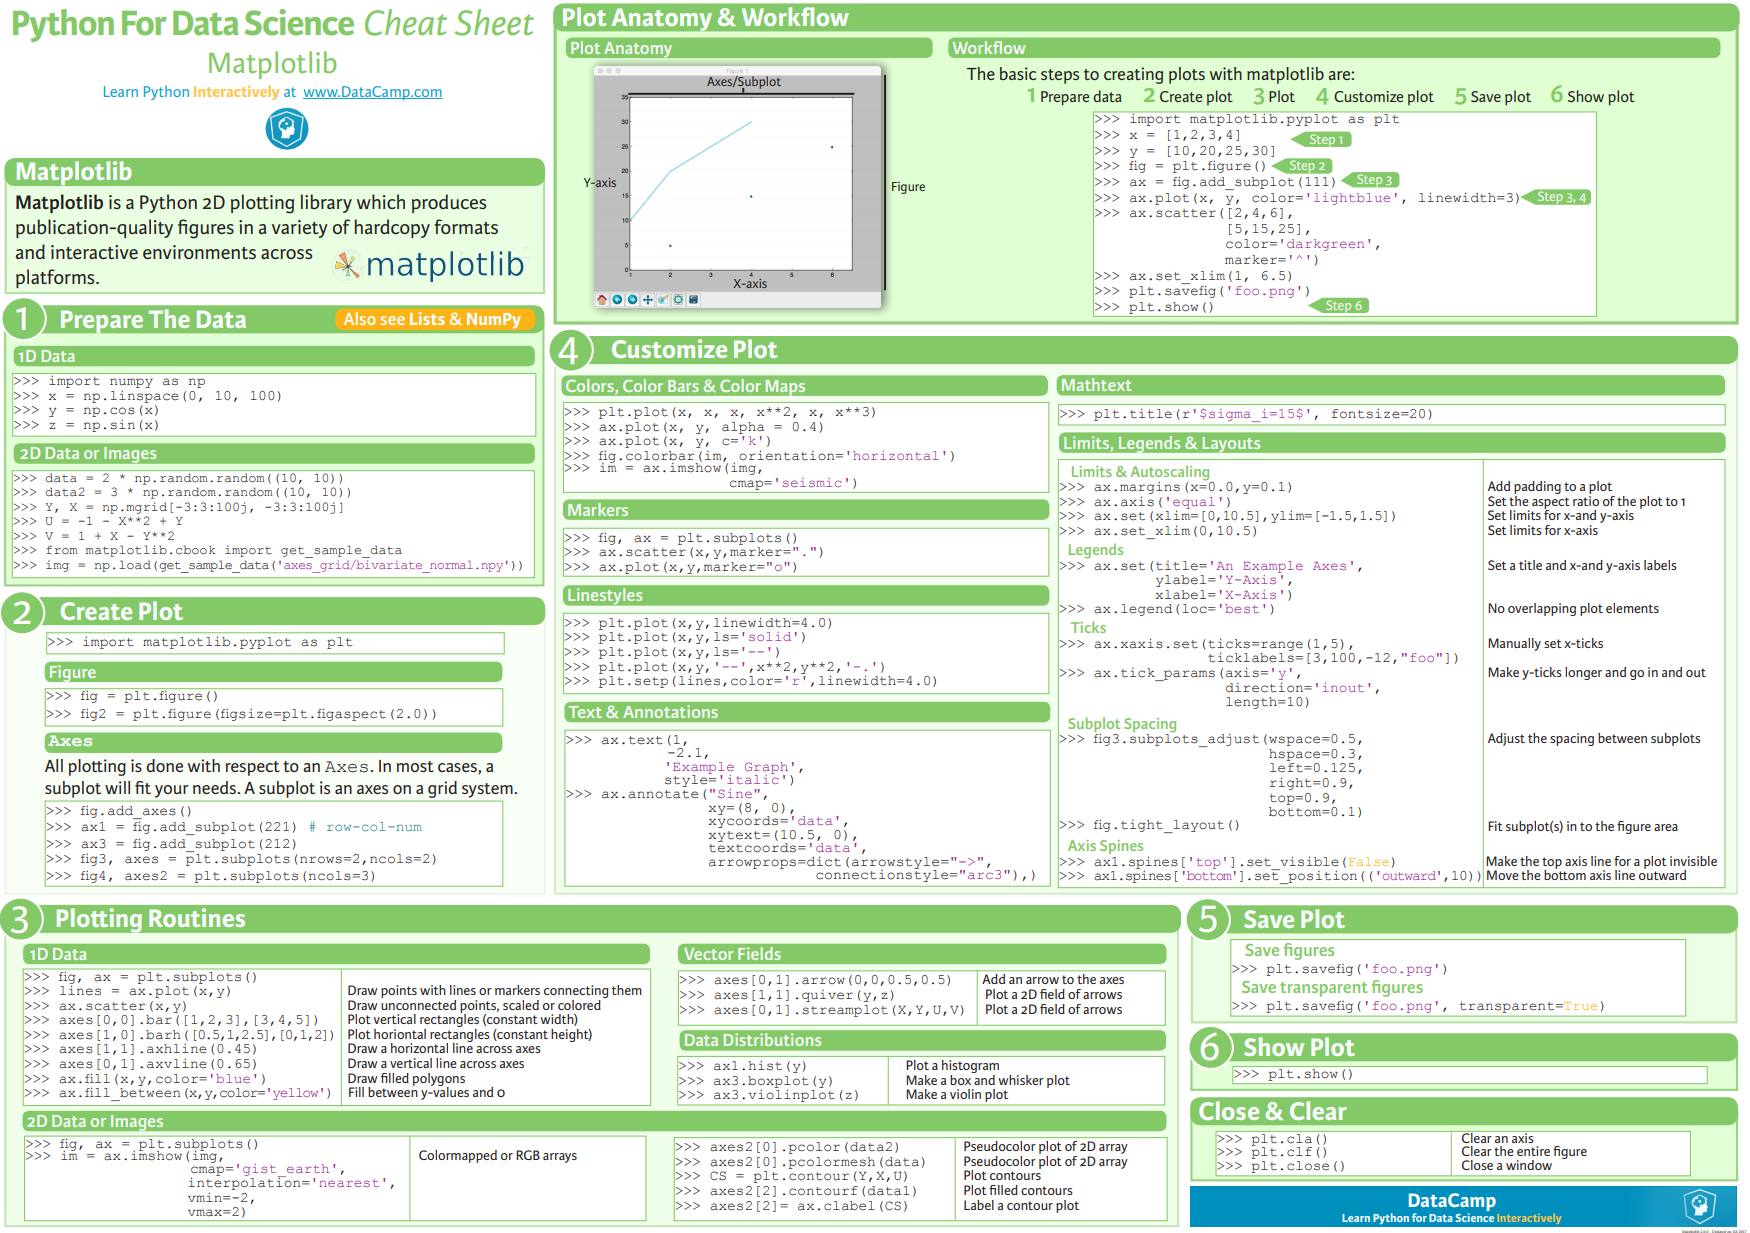 Python For Data Science Cheat Sheet
Matplotlib
Learn Python Interactively at www.DataCamp.com
Matplotlib
Matplotlib is a Python 2D plotting library which produces
publication-quality figures in a variety of hardcopy formats
and interactive environments across
platforms.
matplotlib
1 Prepare The Data
Also see Lists & NumPy
1D Data
>>> import numpy as np
>>> x = np.linspace(0, 10, 100)
>>> y = np.cos(x)
>>> z = np.sin(x)
2D Data or Images
>>> data = 2 * np.random.random((10, 10))
>>> data2 = 3 * np.random.random((10, 10))
>>> Y, X = np.mgrid[-3:3:100j, -3:3:100j]
>>> U = -1 - X**2 + Y
>>> V = 1 + X - Y**2
>>> from matplotlib.cbook import get_sample_data
>>> img = np.load(get_sample_data('axes_grid/bivariate_normal.npy'))
2 Create Plot
>>> import matplotlib.pyplot as plt
Figure
>>> fig = plt.figure()
>>> fig2 = plt.figure(figsize=plt.figaspect(2.0))
Axes
All plotting is done with respect to an Axes. In most cases, a
subplot will fit your needs. A subplot is an axes on a grid system.
>>> fig.add_axes()
>>> ax1 = fig.add_subplot(221) # row-col-num
>>> ax3 = fig.add_subplot(212)
>>> fig3, axes = plt.subplots(nrows=2,ncols=2)
>>> fig4, axes2 = plt.subplots(ncols=3)
Plot Anatomy & Workflow
Plot Anatomy
Figure 1
Axes/Subplot
35
30
25
20
15
10
5
0
Y-axis
1 2 3 4 5 6
X-axis
Figure
Workflow
The basic steps to creating plots with matplotlib are:
1 Prepare data 2 Create plot 3 Plot 4 Customize plot 5 Save plot 6 Show plot
>>> import matplotlib.pyplot as plt
>>> x = [1,2,3,4]
Step 1
>>> y = [10,20,25,30]
>>> fig = plt.figure() Step 2
>>> ax = fig.add_subplot(111) Step 3
>>> ax.plot(x, y, color='lightblue', linewidth=3) Step 3, 4
>>> ax.scatter([2,4,6],
[5,15,25],
color='darkgreen',
marker='^')
>>> ax.set_xlim(1, 6.5)
>>> plt.savefig('foo.png')
>>> plt.show() Step 6
4 Customize Plot
Colors, Color Bars & Color Maps
>>> plt.plot(x, x, x, x**2, x, x**3)
>>> ax.plot(x, y, alpha = 0.4)
>>> ax.plot(x, y, c='k')
>>> fig.colorbar(im, orientation='horizontal')
>>> im = ax.imshow(img,
cmap='seismic')
Markers
>>> fig, ax = plt.subplots()
>>> ax.scatter(x,y,marker=".")
>>> ax.plot(x,y,marker="o")
Linestyles
>>> plt.plot(x,y,linewidth=4.0)
>>> plt.plot(x,y,ls='solid')
>>> plt.plot(x,y,ls='--')
>>> plt.plot(x,y,'--',x**2,y**2,'-.')
>>> plt.setp(lines,color='r',linewidth=4.0)
Text & Annotations
>>> ax.text(1,
-2.1,
'Example Graph',
style='italic')
>>> ax.annotate("Sine",
xy=(8, 0),
xycoords='data',
xytext=(10.5, 0),
textcoords='data',
arrowprops=dict(arrowstyle="->",
connectionstyle="arc3"),)
Mathtext
>>> plt.title(r'$sigma_i=15$', fontsize=20)
Limits, Legends & Layouts
Limits & Autoscaling
>>> ax.margins(x=0.0,y=0.1) Add padding to a plot
>>> ax.axis('equal') Set the aspect ratio of the plot to 1
>>> ax.set(xlim=[0,10.5],ylim=[-1.5,1.5]) Set limits for x-and y-axis
>>> ax.set_xlim(0,10.5) Set limits for x-axis
Legends
>>> ax.set(title='An Example Axes', Set a title and x-and y-axis labels
ylabel='Y-Axis',
xlabel='X-Axis')
>>> ax.legend(loc='best') No overlapping plot elements
Ticks
>>> ax.xaxis.set(ticks=range(1,5), Manually set x-ticks
ticklabels=[3,100,-12,"foo"])
>>> ax.tick_params(axis='y', Make y-ticks longer and go in and out
direction='inout',
length=10)
Subplot Spacing
>>> fig3.subplots_adjust(wspace=0.5, Adjust the spacing between subplots
hspace=0.3,
left=0.125,
right=0.9,
top=0.9,
bottom=0.1)
>>> fig.tight_layout() Fit subplot(s) in to the figure area
Axis Spines
>>> ax1.spines['top'].set_visible(False) Make the top axis line for a plot invisible
>>> ax1.spines['bottom'].set_position(('outward',10)) Move the bottom axis line outward
3 Plotting Routines
1D Data
>>> fig, ax = plt.subplots()
>>> lines = ax.plot(x,y) Draw points with lines or markers connecting them
>>> ax.scatter(x,y) Draw unconnected points, scaled or colored
>>> axes[0,0].bar([1,2,3],[3,4,5]) Plot vertical rectangles (constant width)
>>> axes[1,0].barh([0.5,1,2.5],[0,1,2]) Plot horiontal rectangles (constant height)
>>> axes[1,1].axhline(0.45) Draw a horizontal line across axes
>>> axes[0,1].axvline(0.65) Draw a vertical line across axes
>>> ax.fill(x,y,color='blue') Draw filled polygons
>>> ax.fill_between(x,y,color='yellow') Fill between y-values and 0
Vector Fields
>>> axes[0,1].arrow(0,0,0.5,0.5) Add an arrow to the axes
>>> axes[1,1].quiver(y,z) Plot a 2D field of arrows
>>> axes[0,1].streamplot(X,Y,U,V) Plot a 2D field of arrows
Data Distributions
>>> ax1.hist(y) Plot a histogram
>>> ax3.boxplot(y) Make a box and whisker plot
>>> ax3.violinplot(z) Make a violin plot
2D Data or Images
>>> fig, ax = plt.subplots()
>>> im = ax.imshow(img, Colormapped or RGB arrays
cmap='gist_earth',
interpolation='nearest',
vmin=-2,
vmax=2)
>>> axes2[0].pcolor(data2) Pseudocolor plot of 2D array
>>> axes2[0].pcolormesh(data) Pseudocolor plot of 2D array
>>> CS = plt.contour(Y,X,U) Plot contours
>>> axes2[2].contourf(data1) Plot filled contours
>>> axes2[2]= ax.clabel(CS) Label a contour plot
5 Save Plot
Save figures
>>> plt.savefig('foo.png')
Save transparent figures
>>> plt.savefig('foo.png', transparent=True)
6 Show Plot
>>> plt.show()
Close & Clear
>>> plt.cla() Clear an axis
>>> plt.clf() Clear the entire figure
>>> plt.close() Close a window
DataCamp
Learn Python for Data Science Interactively